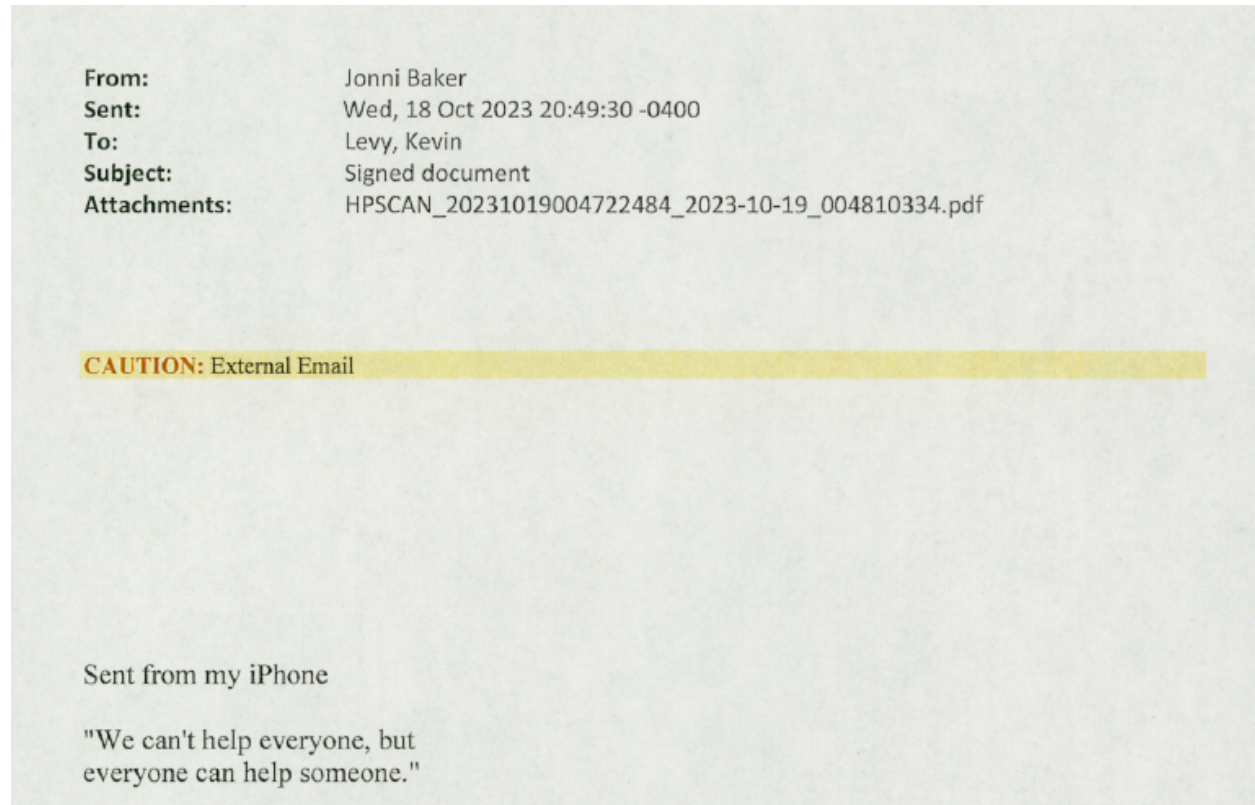 From: Jonni Baker
Sent: Wed, 18 Oct 2023 20:49:30 -0400
To: Levy, Kevin
Subject: Signed document
Attachments: HPSCAN_20231019004722484_2023-10-19_004810334.pdf
CAUTION: External Email
Sent from my iPhone
"We can't help everyone, but
everyone can help someone."